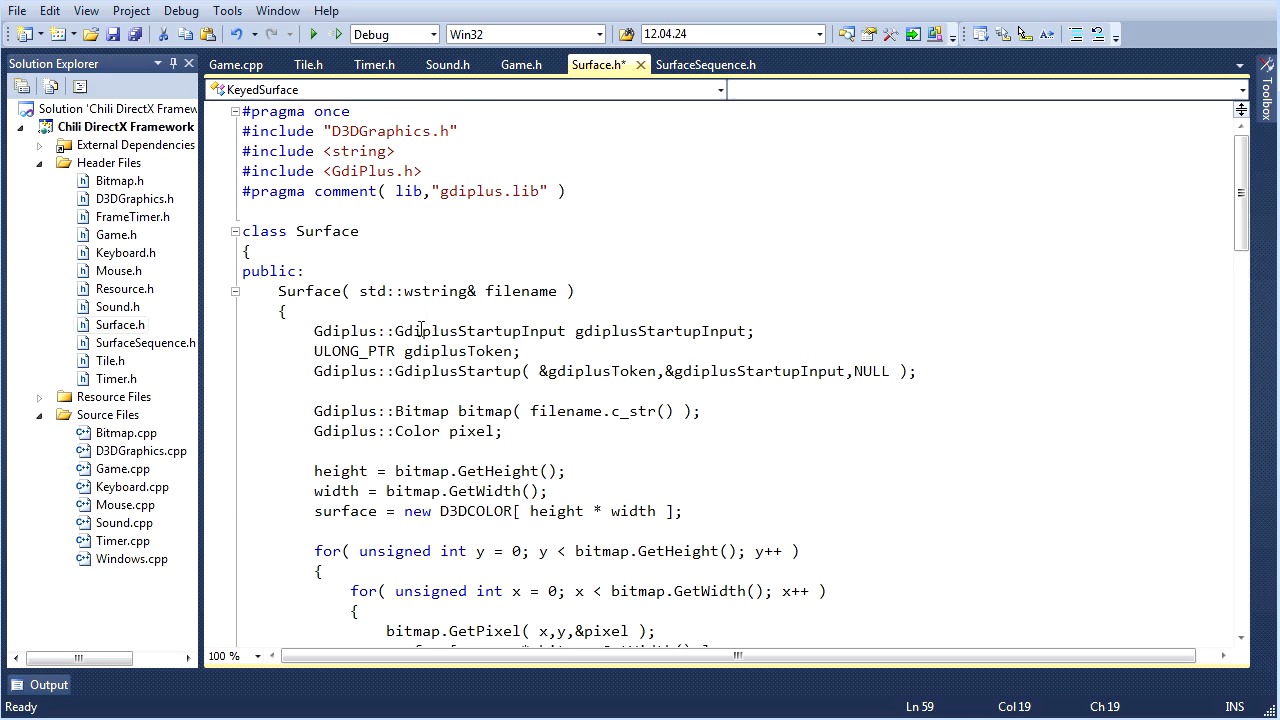 File Edit View Project Debug Tools Window Help
Debug Win32 12.04.24
Solution Explorer
Game.cpp Tile.h Timer.h Sound.h Game.h Surface.h* SurfaceSequence.h
Toolbox
KeyedSurface
Solution 'Chili DirectX Framew
Chili DirectX Framework
External Dependencies
Header Files
Bitmap.h
D3DGraphics.h
FrameTimer.h
Game.h
Keyboard.h
Mouse.h
Resource.h
Sound.h
Surface.h
SurfaceSequence.h
Tile.h
Timer.h
Resource Files
Source Files
Bitmap.cpp
D3DGraphics.cpp
Game.cpp
Keyboard.cpp
Mouse.cpp
Sound.cpp
Timer.cpp
Windows.cpp
#pragma once
#include "D3DGraphics.h"
#include <string>
#include <GdiPlus.h>
#pragma comment( lib,"gdiplus.lib" )
class Surface
{
public:
Surface( std::wstring& filename )
{
Gdiplus::GdiplusStartupInput gdiplusStartupInput;
ULONG_PTR gdiplusToken;
Gdiplus::GdiplusStartup( &gdiplusToken,&gdiplusStartupInput,NULL );
Gdiplus::Bitmap bitmap( filename.c_str() );
Gdiplus::Color pixel;
height = bitmap.GetHeight();
width = bitmap.GetWidth();
surface = new D3DCOLOR[ height * width ];
for( unsigned int y = 0; y < bitmap.GetHeight(); y++ )
{
for( unsigned int x = 0; x < bitmap.GetWidth(); x++ )
{
bitmap.GetPixel( x,y,&pixel );
100 %
Output
Ready Ln 59 Col 19 Ch 19 INS